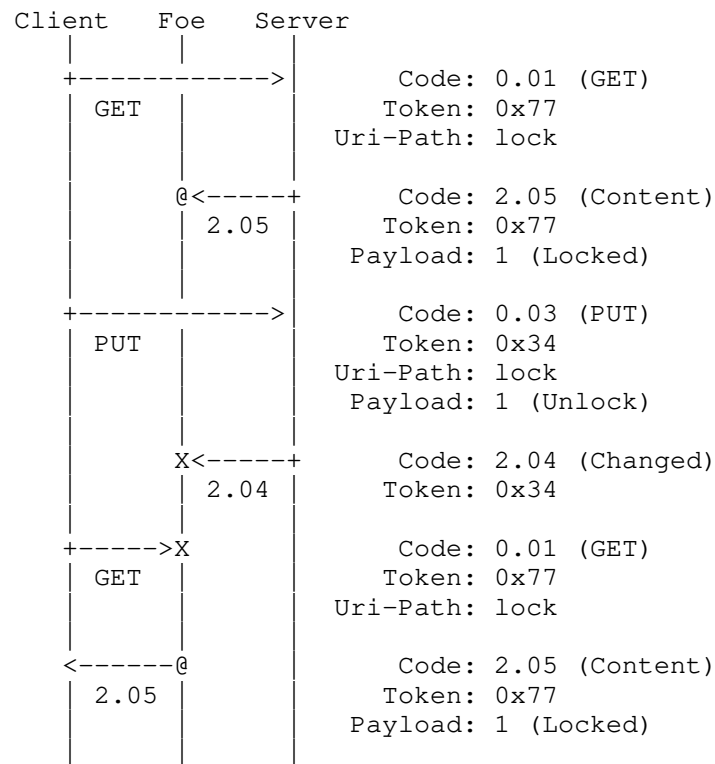 Client   Foe   Server
   |      |      |
   +------------->|      Code: 0.01 (GET)
   | GET  |      |     Token: 0x77
   |      |      |  Uri-Path: lock
   |      |      |
   |      @<-----+      Code: 2.05 (Content)
   |      | 2.05 |     Token: 0x77
   |      |      |   Payload: 1 (Locked)
   |      |      |
   +------------->|      Code: 0.03 (PUT)
   | PUT  |      |     Token: 0x34
   |      |      |  Uri-Path: lock
   |      |      |   Payload: 1 (Unlock)
   |      |      |
   |      X<-----+      Code: 2.04 (Changed)
   |      | 2.04 |     Token: 0x34
   |      |      |
   +----->X      |      Code: 0.01 (GET)
   | GET  |      |     Token: 0x77
   |      |      |  Uri-Path: lock
   |      |      |
   <------@      |      Code: 2.05 (Content)
   | 2.05 |      |     Token: 0x77
   |      |      |   Payload: 1 (Locked)
   |      |      |